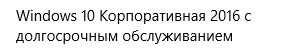 Windows 10 Корпоративная 2016 с
долгосрочным обслуживанием